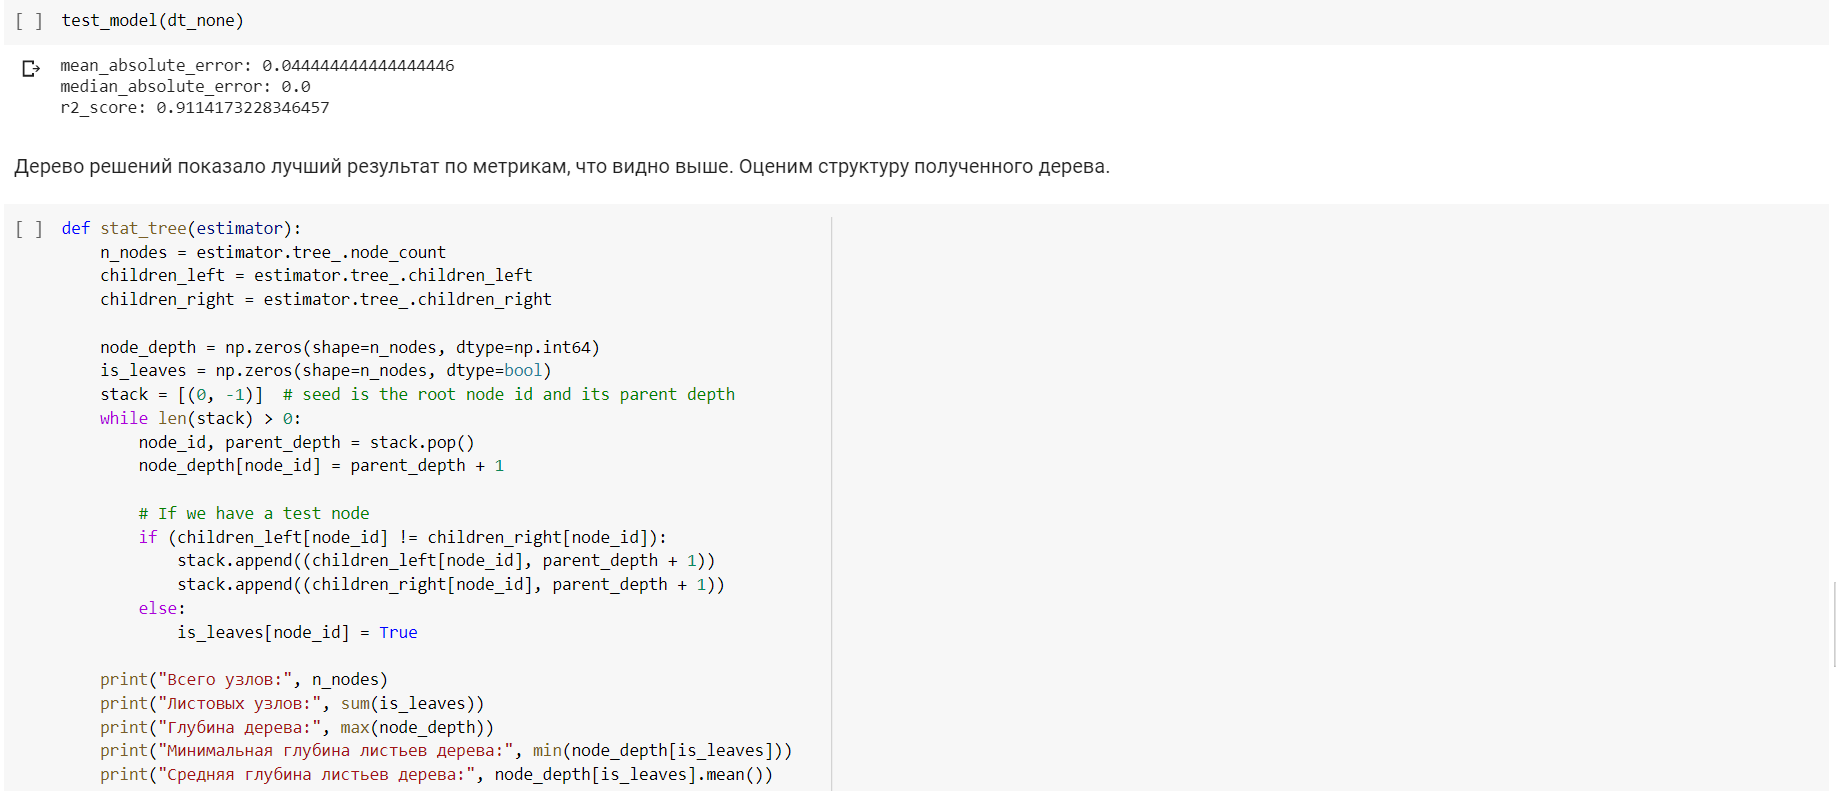 [ ] test_model(dt_none)
mean_absolute_error: 0.044444444444444446
median_absolute_error: 0.0
r2_score: 0.9114173228346457
Дерево решений показало лучший результат по метрикам, что видно выше. Оценим структуру полученного дерева.
[ ] def stat_tree(estimator):
    n_nodes = estimator.tree_.node_count
    children_left = estimator.tree_.children_left
    children_right = estimator.tree_.children_right
    node_depth = np.zeros(shape=n_nodes, dtype=np.int64)
    is_leaves = np.zeros(shape=n_nodes, dtype=bool)
    stack = [(0, -1)]  # seed is the root node id and its parent depth
    while len(stack) > 0:
        node_id, parent_depth = stack.pop()
        node_depth[node_id] = parent_depth + 1
        # If we have a test node
        if (children_left[node_id] != children_right[node_id]):
            stack.append((children_left[node_id], parent_depth + 1))
            stack.append((children_right[node_id], parent_depth + 1))
        else:
            is_leaves[node_id] = True
    print("Всего узлов:", n_nodes)
    print("Листовых узлов:", sum(is_leaves))
    print("Глубина дерева:", max(node_depth))
    print("Минимальная глубина листьев дерева:", min(node_depth[is_leaves]))
    print("Средняя глубина листьев дерева:", node_depth[is_leaves].mean())